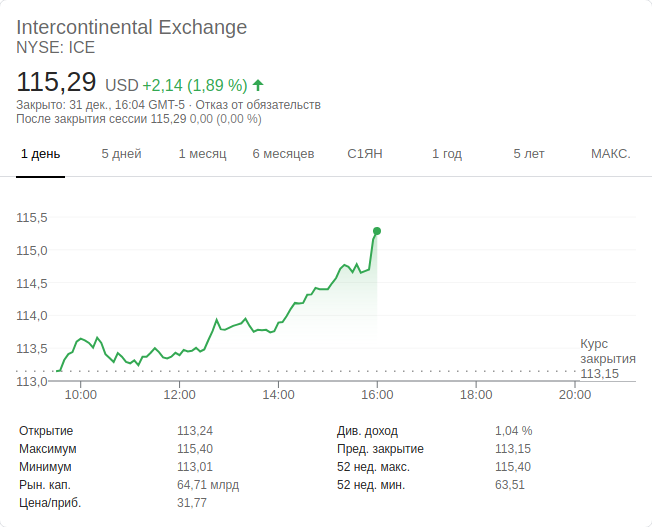 Intercontinental Exchange
NYSE: ICE
115,29 USD +2,14 (1,89 %)
Закрыто: 31 дек., 16:04 GMT-5 · Отказ от обязательств
После закрытия сессии 115,29 0,00 (0,00 %)
1 день 5 дней 1 месяц 6 месяцев С1ЯН 1 год 5 лет МАКС.
115,5
115,0
114,5
114,0
113,5
113,0
Курс
закрытия
113,15
10:00 12:00 14:00 16:00 18:00 20:00
Открытие 113,24 Див. доход 1,04 %
Максимум 115,40 Пред. закрытие 113,15
Минимум 113,01 52 нед. макс. 115,40
Рын. кап. 64,71 млрд 52 нед. мин. 63,51
Цена/приб. 31,77